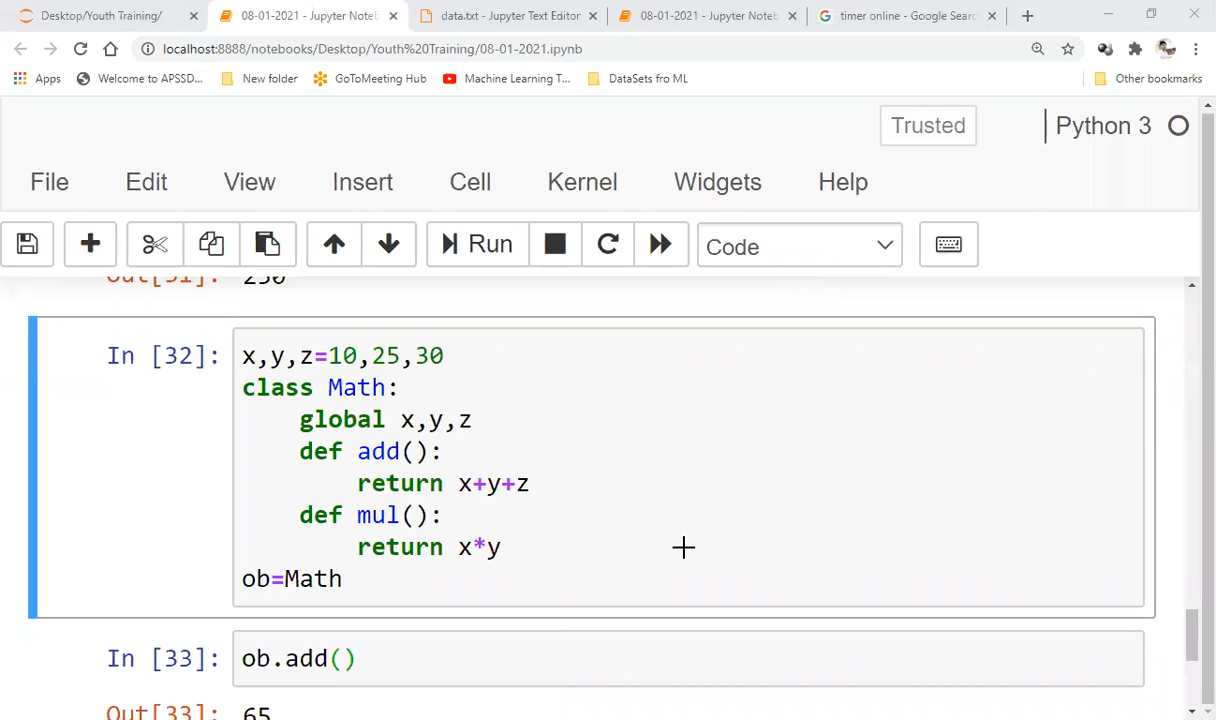 Desktop/Youth Training/
08-01-2021 - Jupyter Noteb
data.txt - Jupyter Text Editor
08-01-2021 - Jupyter Noteb
timer online - Google Searc
localhost:8888/notebooks/Desktop/Youth%20Training/08-01-2021.ipynb
Apps
Welcome to APSSD...
New folder
GoToMeeting Hub
Machine Learning T...
DataSets fro ML
Other bookmarks
Trusted
Python 3
File
Edit
View
Insert
Cell
Kernel
Widgets
Help
Run
Code
Out[31]: 250
In [32]:
x,y,z=10,25,30
class Math:
    global x,y,z
    def add():
        return x+y+z
    def mul():
        return x*y
ob=Math
In [33]: ob.add()
Out[33]: 65